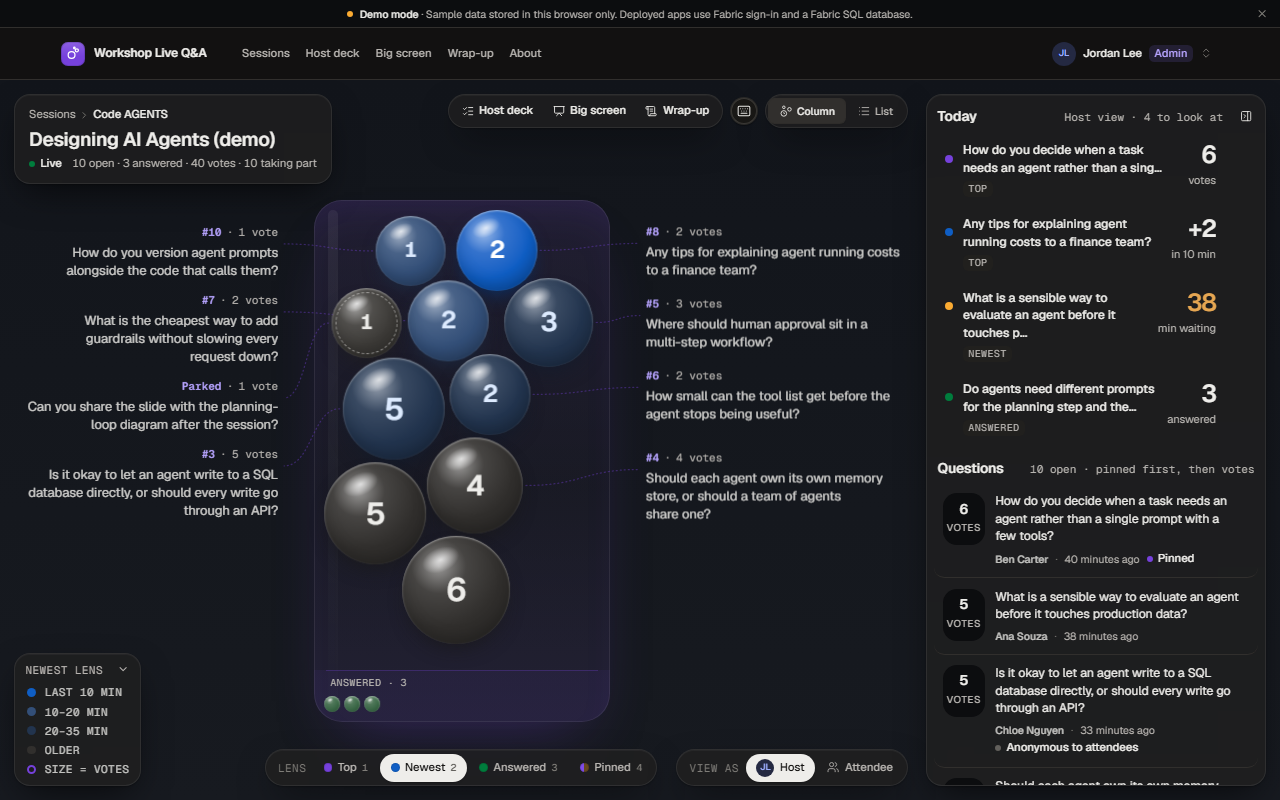 Demo mode · Sample data stored in this browser only. Deployed apps use Fabric sign-in and a Fabric SQL database.
Workshop Live Q&A
Sessions
Host deck
Big screen
Wrap-up
About
JL
Jordan Lee
Admin
Sessions
Code AGENTS
Designing AI Agents (demo)
Live
10 open · 3 answered · 40 votes · 10 taking part
Host deck
Big screen
Wrap-up
Column
List
#10 · 1 vote
How do you version agent prompts
alongside the code that calls them?
#7 · 2 votes
What is the cheapest way to add
guardrails without slowing every
request down?
Parked · 1 vote
Can you share the slide with the planning-
loop diagram after the session?
#3 · 5 votes
Is it okay to let an agent write to a SQL
database directly, or should every write go
through an API?
1
2
1
2
3
5
2
4
5
6
ANSWERED · 3
#8 · 2 votes
Any tips for explaining agent running costs
to a finance team?
#5 · 3 votes
Where should human approval sit in a
multi-step workflow?
#6 · 2 votes
How small can the tool list get before the
agent stops being useful?
#4 · 4 votes
Should each agent own its own memory
store, or should a team of agents
share one?
NEWEST LENS
LAST 10 MIN
10–20 MIN
20–35 MIN
OLDER
SIZE = VOTES
LENS
Top 1
Newest 2
Answered 3
Pinned 4
VIEW AS
JL
Host
Attendee
Today
Host view · 4 to look at
How do you decide when a task
needs an agent rather than a sing…
TOP
6
votes
Any tips for explaining agent
running costs to a finance team?
TOP
+2
in 10 min
What is a sensible way to
evaluate an agent before it
touches p…
NEWEST
38
min waiting
Do agents need different prompts
for the planning step and the…
ANSWERED
3
answered
Questions
10 open · pinned first, then votes
6
VOTES
How do you decide when a task needs an
agent rather than a single prompt with a
few tools?
Ben Carter · 40 minutes ago
Pinned
5
VOTES
What is a sensible way to evaluate an agent
before it touches production data?
Ana Souza · 38 minutes ago
5
VOTES
Is it okay to let an agent write to a SQL
database directly, or should every write go
through an API?
Chloe Nguyen · 33 minutes ago
Anonymous to attendees
Should each agent own its own memory